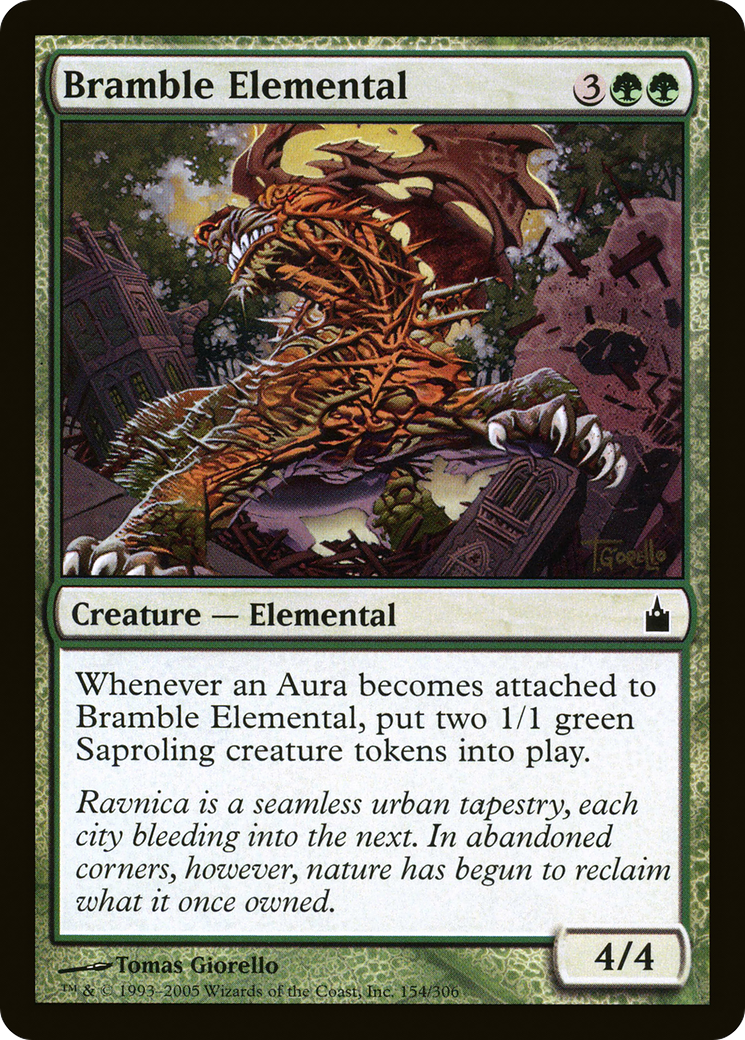 Bramble Elemental 3
T.GORELLO
Creature — Elemental
Whenever an Aura becomes attached to
Bramble Elemental, put two 1/1 green
Saproling creature tokens into play.
Ravnica is a seamless urban tapestry, each
city bleeding into the next. In abandoned
corners, however, nature has begun to reclaim
what it once owned.
4/4
Tomas Giorello
™ & © 1993–2005 Wizards of the Coast, Inc. 154/306